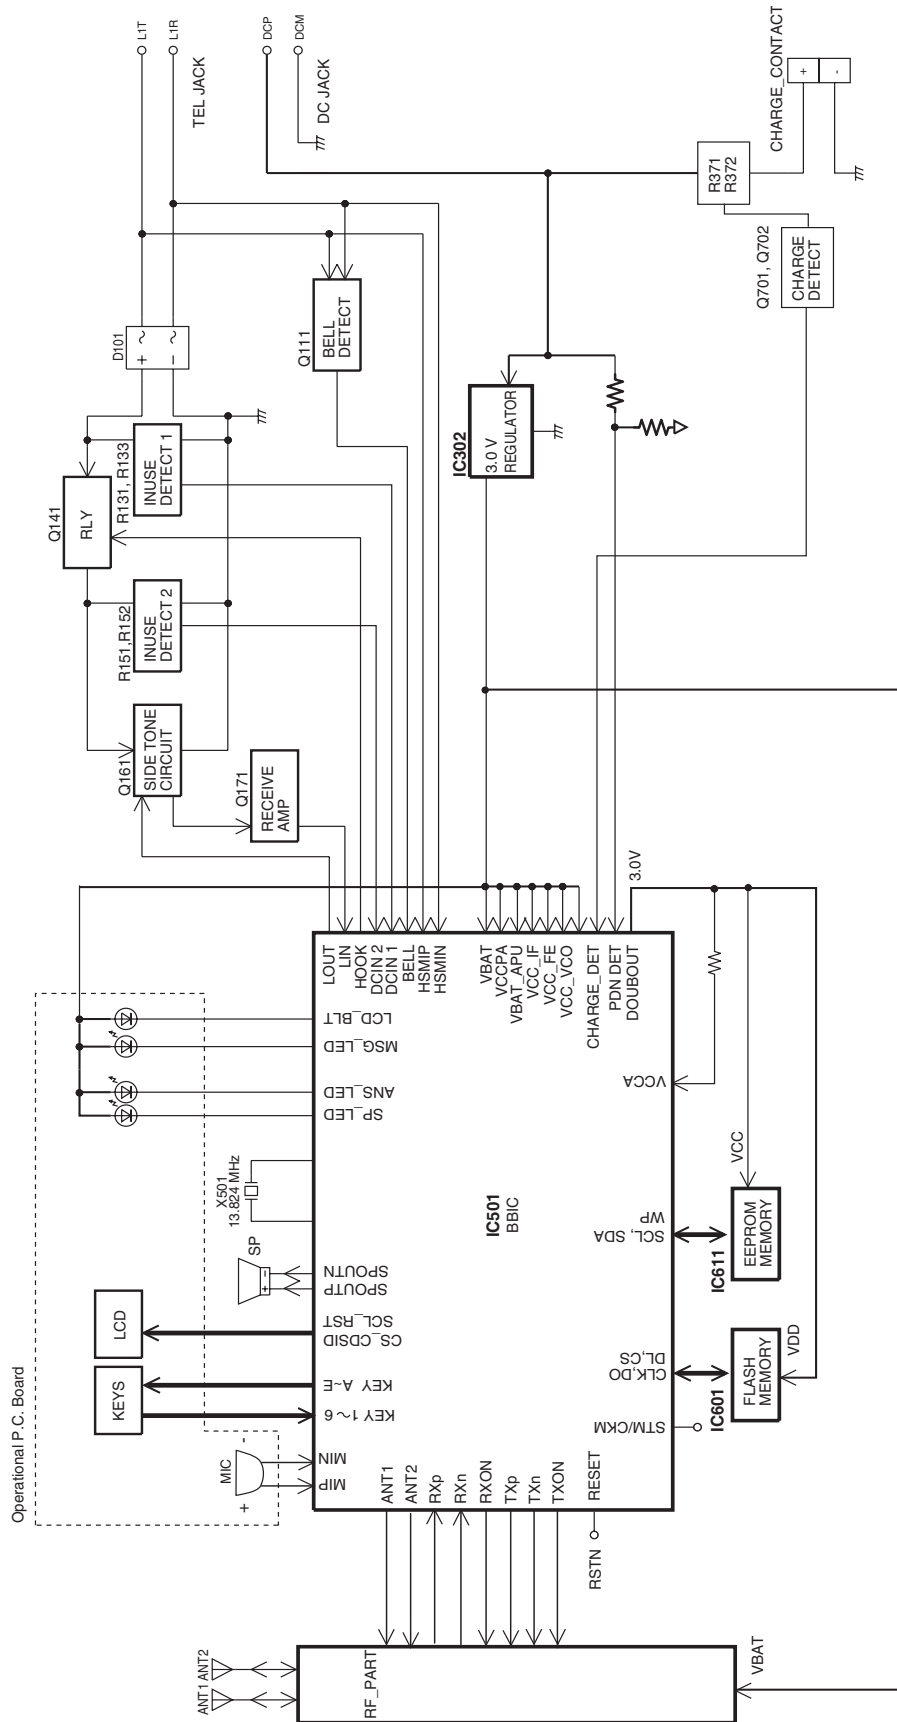 Operational P.C. Board
L1T
L1R
TEL JACK
DCP
DCM
DC JACK
CHARGE_CONTACT
+
-
D101
+
−
Q141
RLY
R131, R133
INUSE
DETECT 1
R151,R152
INUSE
DETECT 2
Q161
SIDE TONE
CIRCUIT
Q171
RECEIVE
AMP
Q111
BELL
DETECT
IC302
3.0 V
REGULATOR
R371
R372
Q701, Q702
CHARGE
DETECT
LCD
KEYS
MIC
+
-
SP
-
+
X501
13.824 MHz
LOUT
LIN
HOOK
DCIN 2
DCIN 1
BELL
HSMIP
HSMIN
VBAT
VCCPA
VBAT_APU
VCC_IF
VCC_FE
VCC_VCO
CHARGE_DET
PDN DET
DOUBOUT
3.0V
LCD_BLT
MSG_LED
ANS_LED
SP_LED
SPOUTN
SPOUTP
SCL_RST
CS_CDSID
KEY A~E
KEY 1~6
MIN
MIP
IC501
BBIC
VCCA
WP
SCL, SDA
DL,CS
CLK,DO
STM/CKM
ANT1
ANT2
RXp
RXn
RXON
TXp
TXn
TXON
RESET
RSTN
VCC
IC611
EEPROM
MEMORY
IC601
FLASH
MEMORY
VDD
ANT1
ANT2
RF_PART
VBAT